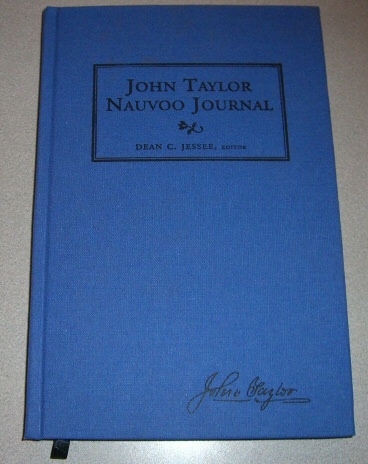 JOHN TAYLOR
NAUVOO JOURNAL
DEAN C. JESSEE, EDITOR
John Taylor